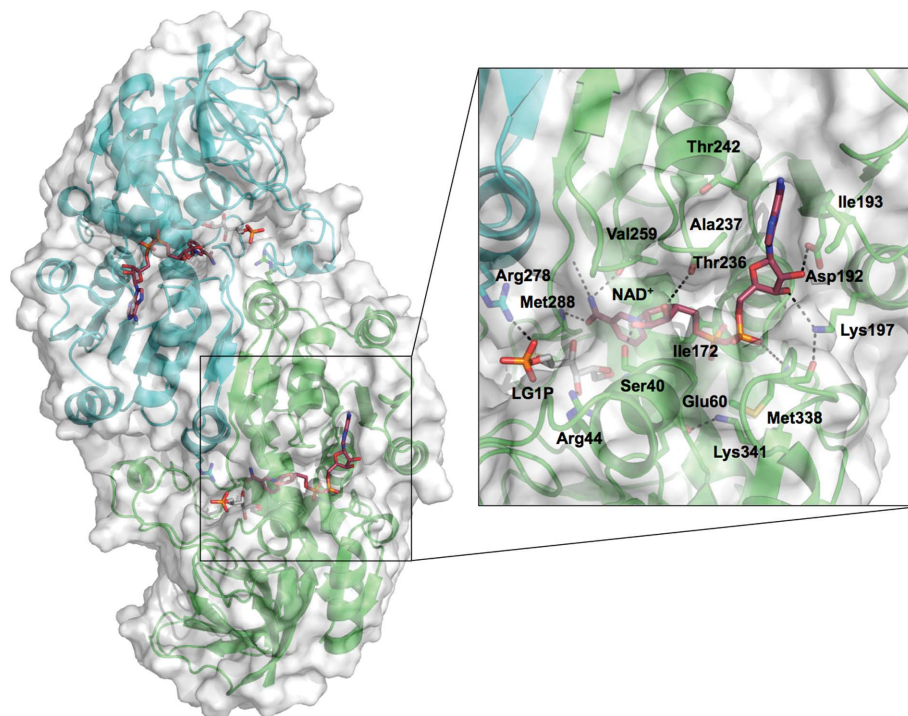 Thr242
Ile193
Val259
Ala237
Thr236
Asp192
Arg278
NAD⁺
Met288
Lys197
Ile172
LG1P
Ser40
Glu60
Met338
Arg44
Lys341